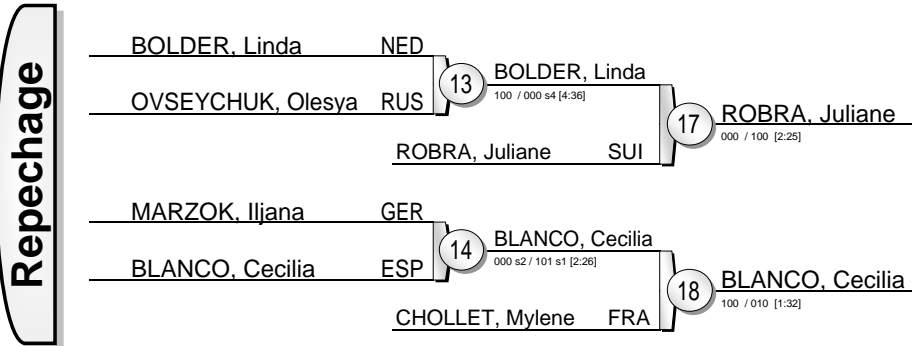 Repechage
BOLDER, Linda NED
OVSEYCHUK, Olesya RUS
13
BOLDER, Linda
100 / 000 s4 [4:36]
ROBRA, Juliane SUI
17
ROBRA, Juliane
000 / 100 [2:25]
MARZOK, Iljana GER
BLANCO, Cecilia ESP
14
BLANCO, Cecilia
000 s2 / 101 s1 [2:26]
CHOLLET, Mylene FRA
18
BLANCO, Cecilia
100 / 010 [1:32]